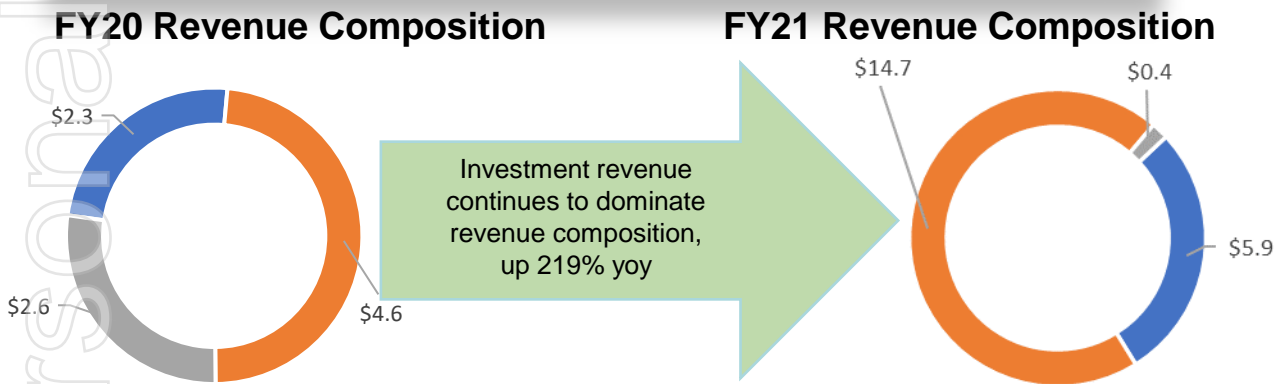 FY20 Revenue Composition
FY21 Revenue Composition
$2.3
$2.6
$4.6
Investment revenue
continues to dominate
revenue composition,
up 219% yoy
$14.7
$0.4
$5.9
rsonal